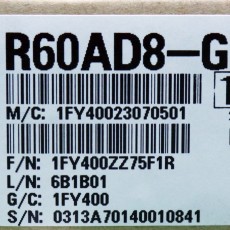 R60AD8-G
M/C: 1FY40023070501
F/N: 1FY400ZZ75F1R
L/N: 6B1B01
G/C: 1FY400
S/N: 0313A70140010841